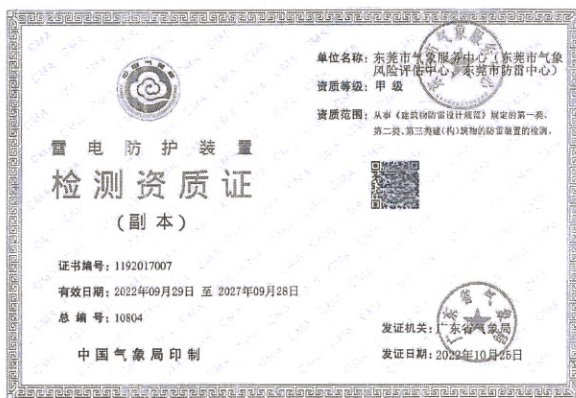 雷电防护装置
检测资质证
（副本）
证书编号：1192017007
有效日期：2022年09月29日 至 2027年09月28日
总 编 号：10804
中国气象局印制
单位名称：东莞市气象服务中心（东莞市气象
风险评估中心、东莞市防雷中心）
资质等级：甲 级
资质范围：从事《建筑物防雷设计规范》规定的第一类、
第二类、第三类建(构)筑物的防雷装置的检测。
发证机关：广东省气象局
发证日期：2022年10月25日
广东省气象局